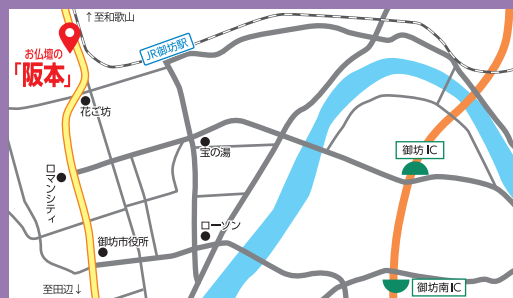 ↑至和歌山
お仏壇の
「阪本」
JR御坊駅
花ご坊
宝の湯
御坊IC
ロマンシティ
ローソン
御坊市役所
至田辺↓
御坊南IC